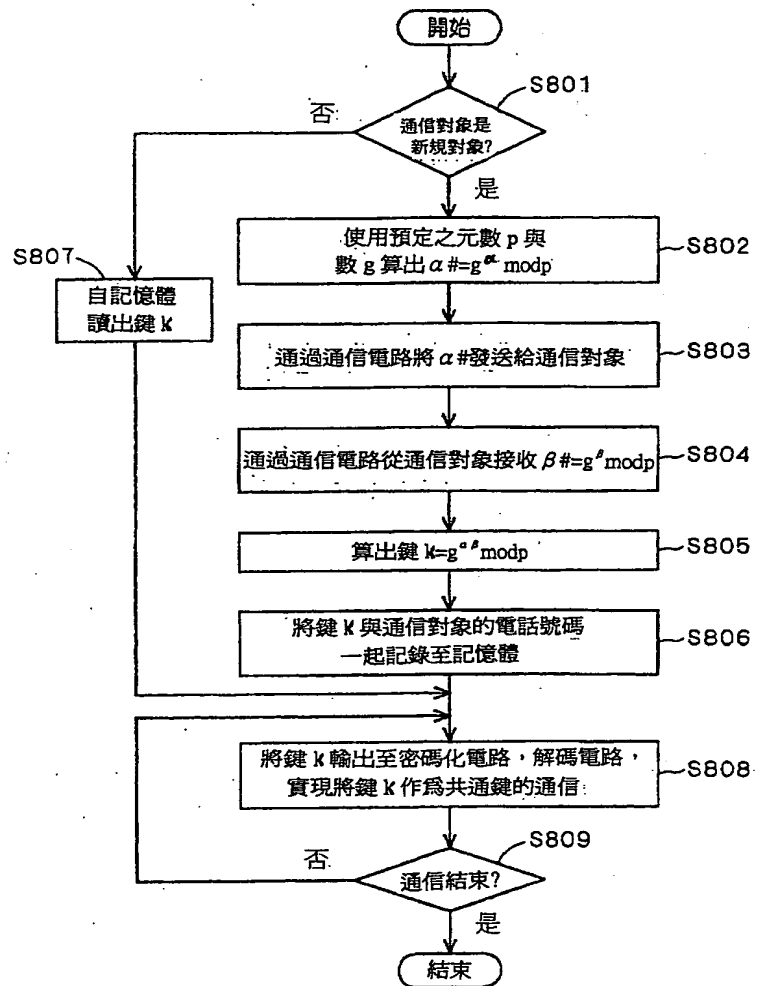 開始
S801
通信對象是
新規對象?
否
是
使用預定之元數 p 與
數 g 算出 α#=g^α modp
S802
S807
自記憶體
讀出鍵 k
通過通信電路將 α#發送給通信對象
S803
通過通信電路從通信對象接收 β#=g^β modp
S804
算出鍵 k=g^αβ modp
S805
將鍵 k 與通信對象的電話號碼
一起記錄至記憶體
S806
將鍵 k 輸出至密碼化電路，解碼電路，
實現將鍵 k 作爲共通鍵的通信
S808
S809
否
通信結束?
是
結束